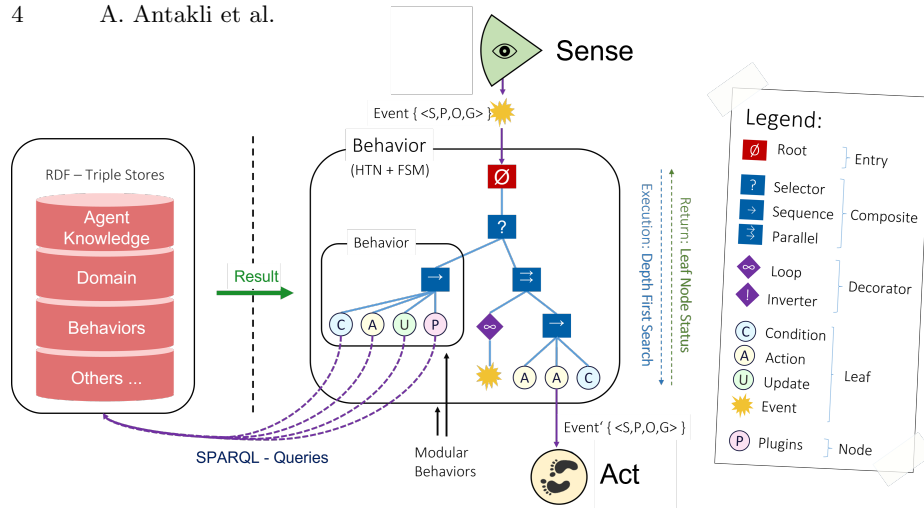 4 A. Antakli et al.
Sense
Event { <S,P,O,G> }
Behavior
(HTN + FSM)
Ø
?
Behavior
→
⇉
C A U P
∞
→
A A C
Execution: Depth First Search
Return: Leaf Node Status
RDF – Triple Stores
Agent
Knowledge
Domain
Behaviors
Others ...
Result
SPARQL - Queries
Modular
Behaviors
Event‘ { <S,P,O,G> }
Act
Legend:
Ø Root
Entry
? Selector
→ Sequence
⇉ Parallel
Composite
∞ Loop
! Inverter
Decorator
C Condition
A Action
U Update
Event
Leaf
P Plugins
Node